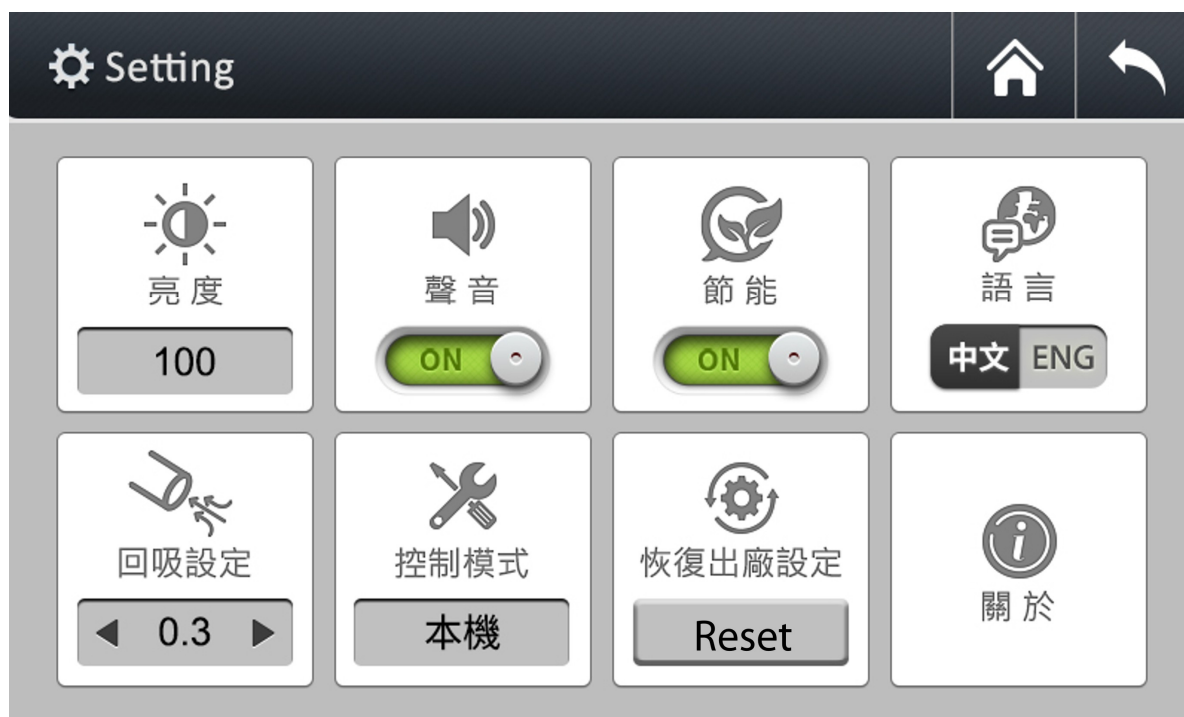 Setting
亮度
100
聲音
ON
節能
ON
語言
中文 ENG
回吸設定
0.3
控制模式
本機
恢復出廠設定
Reset
關於